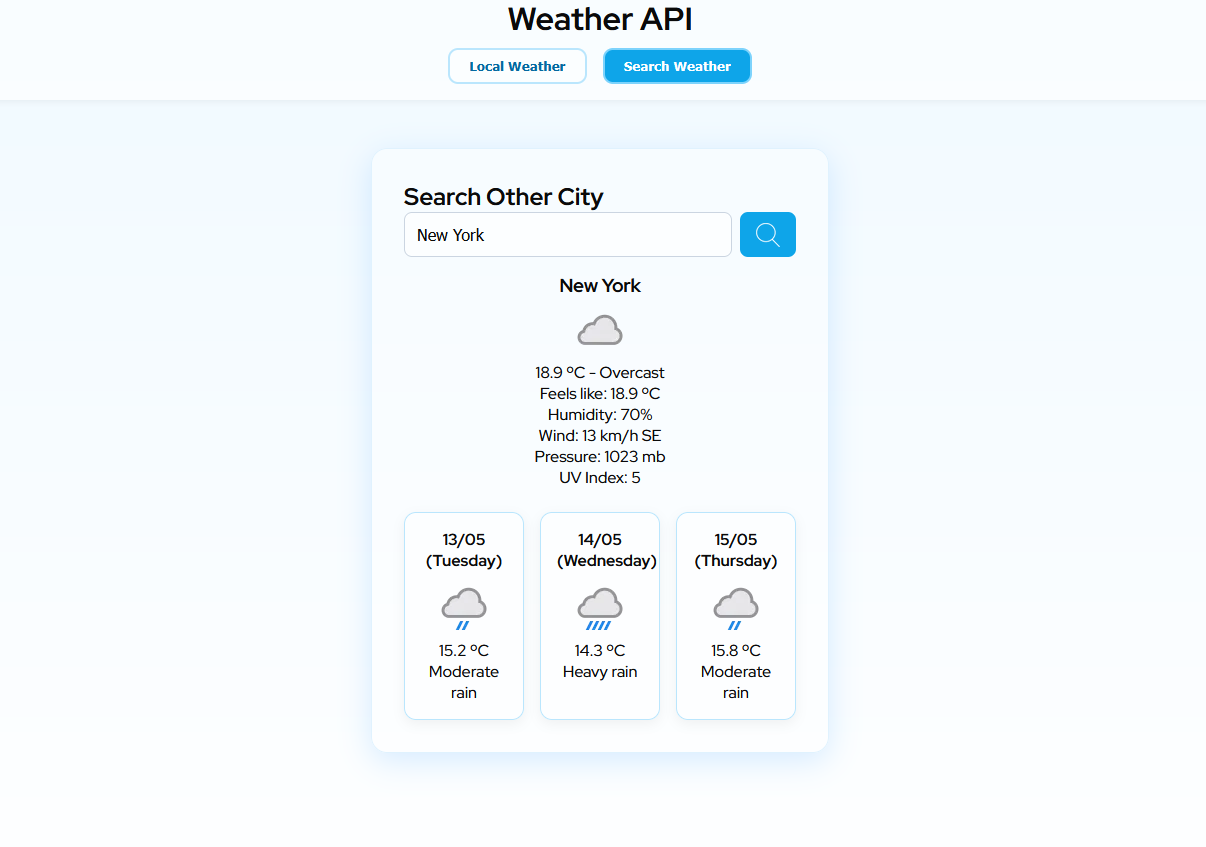 Weather API
Local Weather
Search Weather
Search Other City
New York
New York
18.9 ºC - Overcast
Feels like: 18.9 ºC
Humidity: 70%
Wind: 13 km/h SE
Pressure: 1023 mb
UV Index: 5
13/05
(Tuesday)
15.2 ºC
Moderate
rain
14/05
(Wednesday)
14.3 ºC
Heavy rain
15/05
(Thursday)
15.8 ºC
Moderate
rain